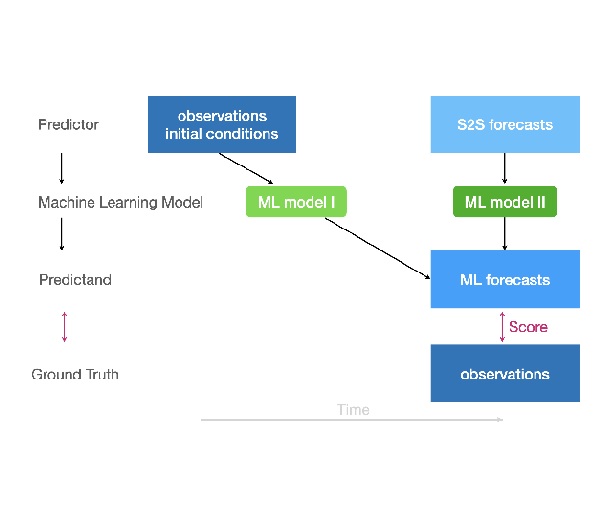 Fredictor
observations
initial conditions
S2S forecasts
Machine Learning Model
ML model I
ML model II
Predictand
ML forecasts
Score
Ground Truth
observations
Time